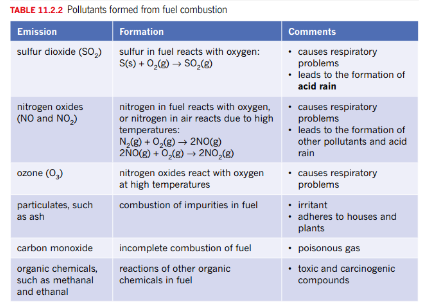 TABLE 11.2.2 Pollutants formed from fuel combustion
Emission
Formation
Comments
sulfur dioxide (SO₂)
sulfur in fuel reacts with oxygen:
S(s) + O₂(g) → SO₂(g)
• causes respiratory
problems
• leads to the formation of
acid rain
nitrogen oxides
(NO and NO₂)
nitrogen in fuel reacts with oxygen,
or nitrogen in air reacts due to high
temperatures:
N₂(g) + O₂(g) → 2NO(g)
2NO(g) + O₂(g) → 2NO₂(g)
• causes respiratory
problems
• leads to the formation of
other pollutants and acid
rain
ozone (O₃)
nitrogen oxides react with oxygen
at high temperatures
• causes respiratory
problems
particulates, such
as ash
combustion of impurities in fuel
• irritant
• adheres to houses and
plants
carbon monoxide
incomplete combustion of fuel
• poisonous gas
organic chemicals,
such as methanal
and ethanal
reactions of other organic
chemicals in fuel
• toxic and carcinogenic
compounds